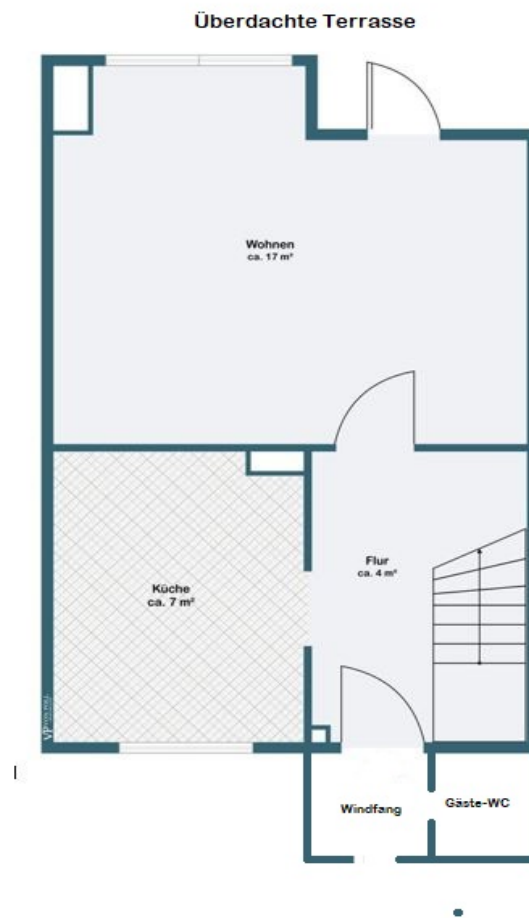 Überdachte Terrasse
Wohnen
ca. 17 m²
Flur
ca. 4 m²
Küche
ca. 7 m²
Windfang
Gäste-WC